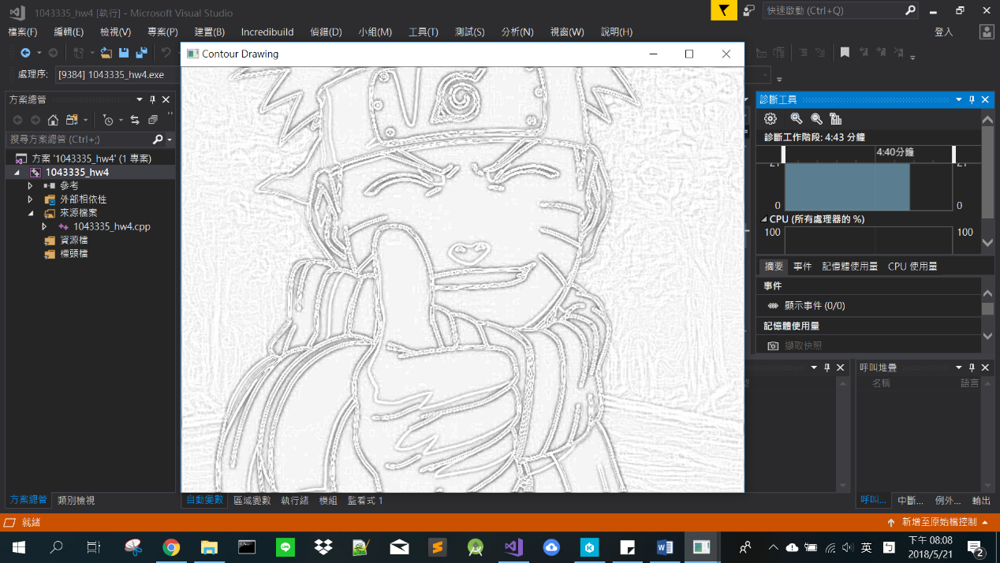 1043335_hw4 [執行] - Microsoft Visual Studio
快速啟動 (Ctrl+Q)
檔案(F) 編輯(E) 檢視(V) 專案(P) 建置(B) Incredibuild 偵錯(D) 小組(M) 工具(T) 測試(S) 分析(N) 視窗(W) 說明(H) 登入
Contour Drawing
處理序: [9384] 1043335_hw4.exe
方案總管
搜尋方案總管 (Ctrl+;)
方案 '1043335_hw4' (1 專案)
1043335_hw4
參考
外部相依性
來源檔案
1043335_hw4.cpp
資源檔
標頭檔
診斷工具
診斷工作階段: 4:43 分鐘
4:40分鐘
21 21
0 0
CPU (所有處理器的 %)
100 100
摘要 事件 記憶體使用量 CPU 使用量
事件
顯示事件 (0/0)
記憶體使用量
擷取快照
呼叫堆疊
型 名稱 語言
方案總管 類別檢視 自動變數 區域變數 執行緒 模組 監看式 1 呼叫... 中斷... 例外... 輸出
就緒 新增至原始檔控制
英
下午 08:08
2018/5/21
2